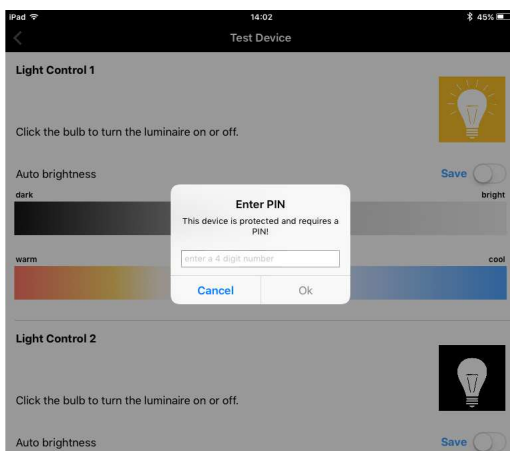 iPad 14:02 45%
Test Device
Light Control 1
Click the bulb to turn the luminaire on or off.
Auto brightness Save
dark bright
warm cool
Enter PIN
This device is protected and requires a
PIN!
enter a 4 digit number
Cancel Ok
Light Control 2
Click the bulb to turn the luminaire on or off.
Auto brightness Save